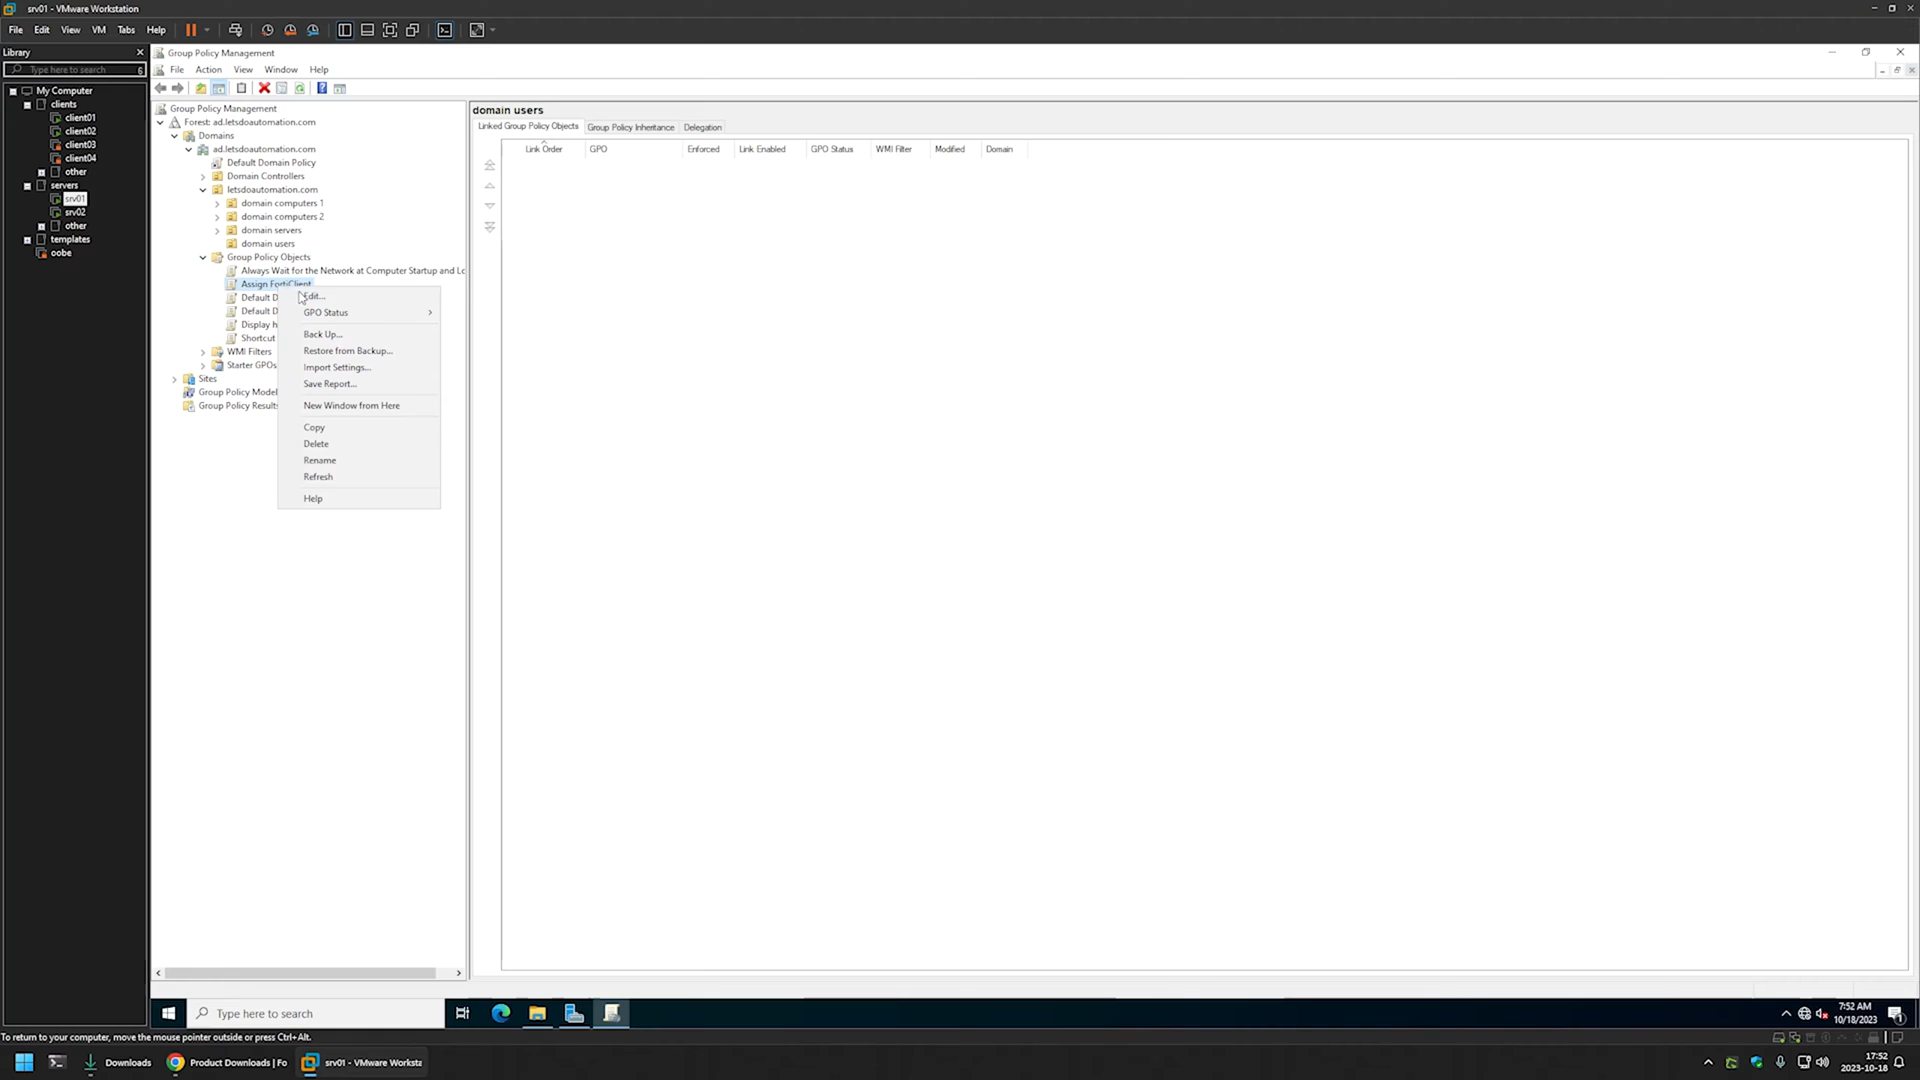 srv01 - VMware Workstation
File Edit View VM Tabs Help
Library
Type here to search
My Computer
clients
client01
client02
client03
client04
other
servers
srv01
srv02
other
templates
oobe
Group Policy Management
File Action View Window Help
Group Policy Management
Forest: ad.letsdoautomation.com
Domains
ad.letsdoautomation.com
Default Domain Policy
Domain Controllers
letsdoautomation.com
domain computers 1
domain computers 2
domain servers
domain users
Group Policy Objects
Always Wait for the Network at Computer Startup and Lo
Assign FortiClient
Default D
Default D
Display h
Shortcut
WMI Filters
Starter GPOs
Sites
Group Policy Model
Group Policy Results
Edit...
GPO Status
Back Up...
Restore from Backup...
Import Settings...
Save Report...
New Window from Here
Copy
Delete
Rename
Refresh
Help
domain users
Linked Group Policy Objects Group Policy Inheritance Delegation
Link Order GPO Enforced Link Enabled GPO Status WMI Filter Modified Domain
Type here to search
7:52 AM
10/18/2023
1
To return to your computer, move the mouse pointer outside or press Ctrl+Alt.
Downloads
Product Downloads | Fo
srv01 - VMware Worksta
17:52
2023-10-18